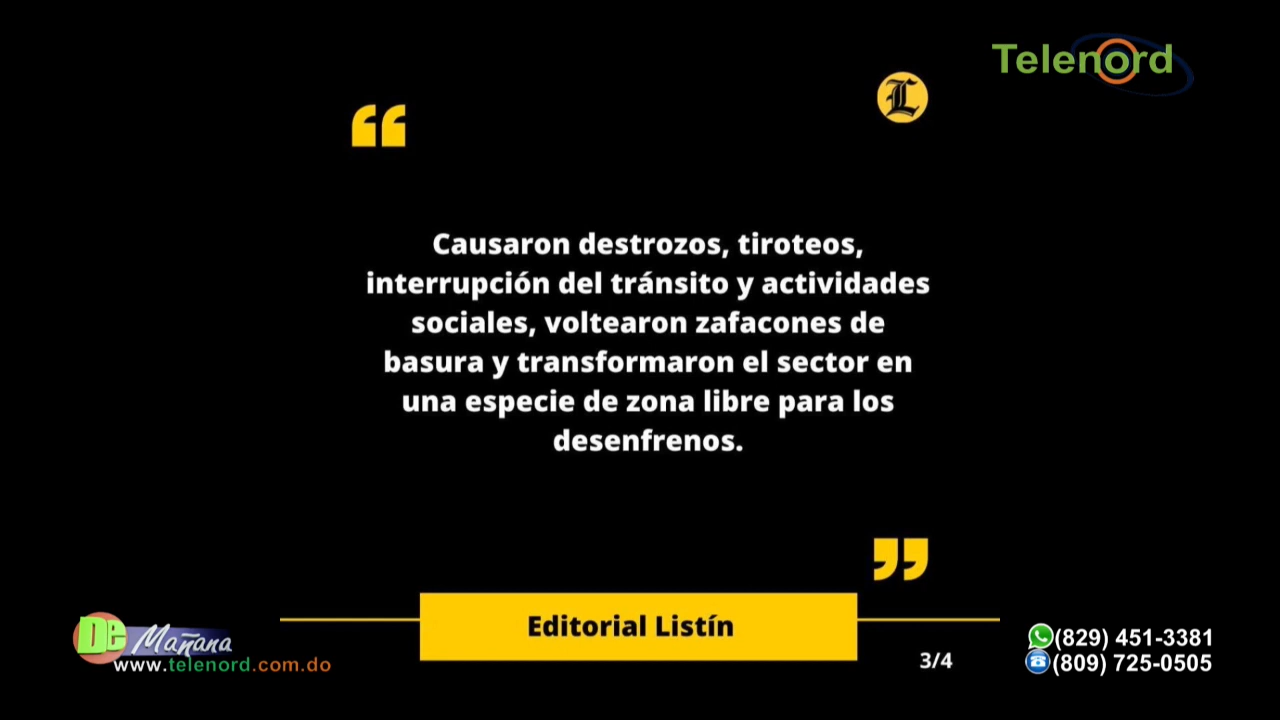 Telenord
L
Causaron destrozos, tiroteos,
interrupción del tránsito y actividades
sociales, voltearon zafacones de
basura y transformaron el sector en
una especie de zona libre para los
desenfrenos.
Editorial Listín
3/4
De Mañana
www.telenord.com.do
(829) 451-3381
(809) 725-0505